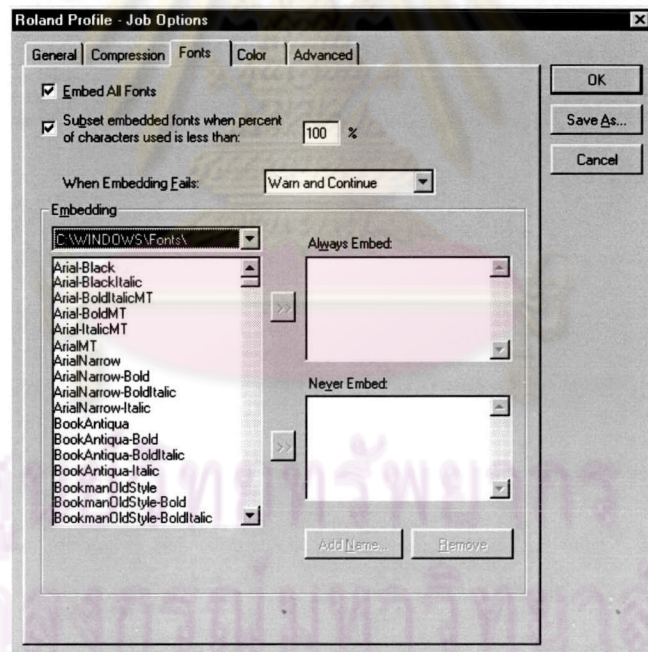 Roland Profile - Job Options
General Compression Fonts Color Advanced
Embed All Fonts
Subset embedded fonts when percent
of characters used is less than: 100 %
When Embedding Fails: Warn and Continue
OK
Save As...
Cancel
Embedding
C:\WINDOWS\Fonts\
Arial-Black
Arial-BlackItalic
Arial-BoldItalicMT
Arial-BoldMT
Arial-ItalicMT
ArialMT
ArialNarrow
ArialNarrow-Bold
ArialNarrow-BoldItalic
ArialNarrow-Italic
BookAntiqua
BookAntiqua-Bold
BookAntiqua-BoldItalic
BookAntiqua-Italic
BookmanOldStyle
BookmanOldStyle-Bold
BookmanOldStyle-BoldItalic
>>
>>
Always Embed:
Never Embed:
Add Name... Remove